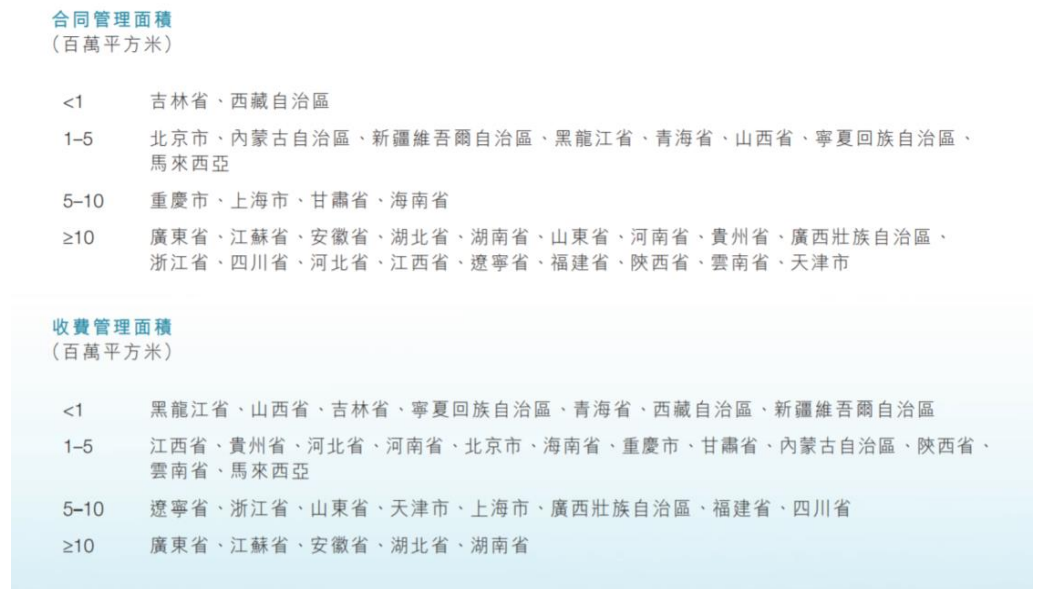 合同管理面積
（百萬平方米）
<1 吉林省、西藏自治區
1–5 北京市、內蒙古自治區、新疆維吾爾自治區、黑龍江省、青海省、山西省、寧夏回族自治區、
馬來西亞
5–10 重慶市、上海市、甘肅省、海南省
≥10 廣東省、江蘇省、安徽省、湖北省、湖南省、山東省、河南省、貴州省、廣西壯族自治區、
浙江省、四川省、河北省、江西省、遼寧省、福建省、陝西省、雲南省、天津市
收費管理面積
（百萬平方米）
<1 黑龍江省、山西省、吉林省、寧夏回族自治區、青海省、西藏自治區、新疆維吾爾自治區
1–5 江西省、貴州省、河北省、河南省、北京市、海南省、重慶市、甘肅省、內蒙古自治區、陝西省、
雲南省、馬來西亞
5–10 遼寧省、浙江省、山東省、天津市、上海市、廣西壯族自治區、福建省、四川省
≥10 廣東省、江蘇省、安徽省、湖北省、湖南省